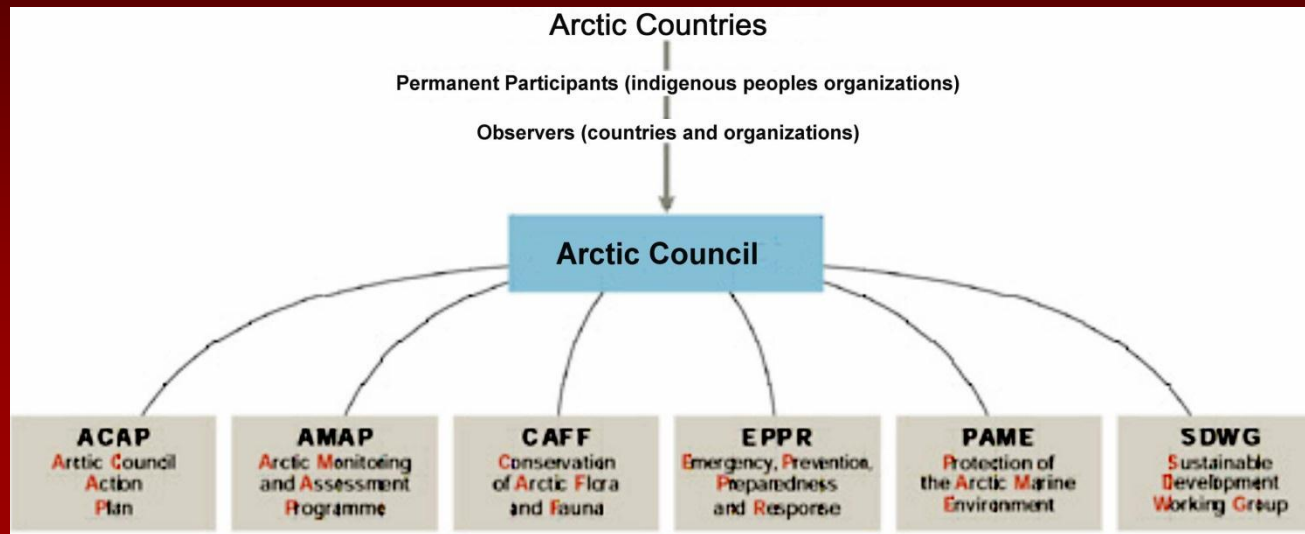 Arctic Countries
Permanent Participants (indigenous peoples organizations)
Observers (countries and organizations)
Arctic Council
ACAP
Arctic Council
Action
Plan
AMAP
Arctic Monitoring
and Assessment
Programme
CAFF
Conservation
of Arctic Flora
and Fauna
EPPR
Emergency, Prevention,
Preparedness
and Response
PAME
Protection of
the Arctic Marine
Environment
SDWG
Sustainable
Development
Working Group